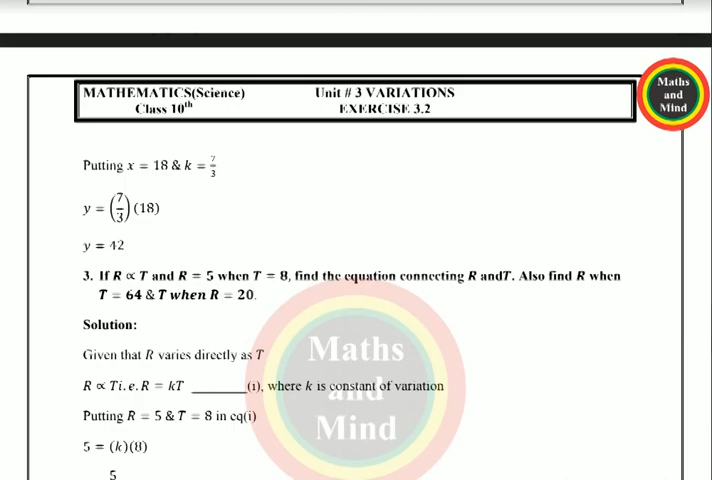 MATHEMATICS(Science) Unit # 3 VARIATIONS
Class 10th EXERCISE 3.2
Maths
and
Mind
Putting x = 18 & k = 7/3
y = (7/3)(18)
y = 42
3. If R ∝ T and R = 5 when T = 8, find the equation connecting R andT. Also find R when
T = 64 & T when R = 20.
Solution:
Given that R varies directly as T
R ∝ Ti.e.R = kT ________(1), where k is constant of variation
Putting R = 5 & T = 8 in eq(i)
5 = (k)(8)
5
Maths
and
Mind